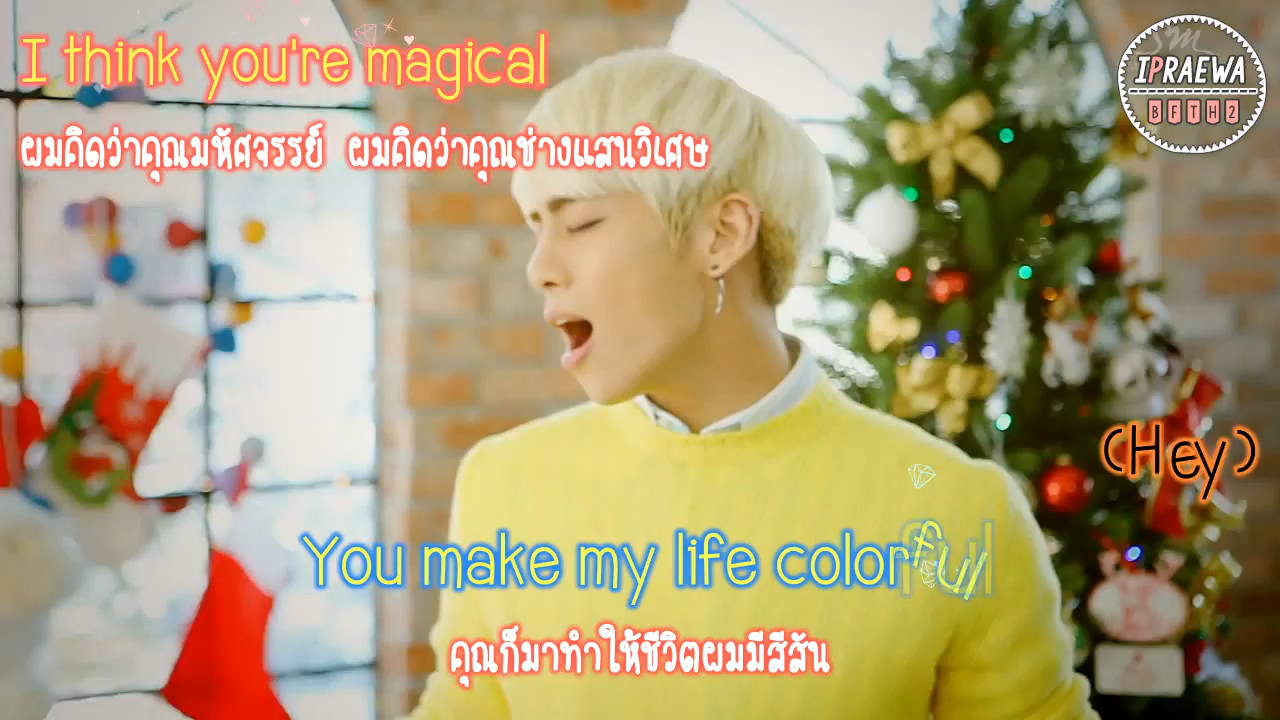 I think you're magical
ผมคิดว่าคุณมหัศจรรย์ ผมคิดว่าคุณช่างแสนวิเศษ
SM
IPRAEWA
BFTH2
(Hey)
You make my life colorful
คุณก็มาทำให้ชีวิตผมมีสีสัน